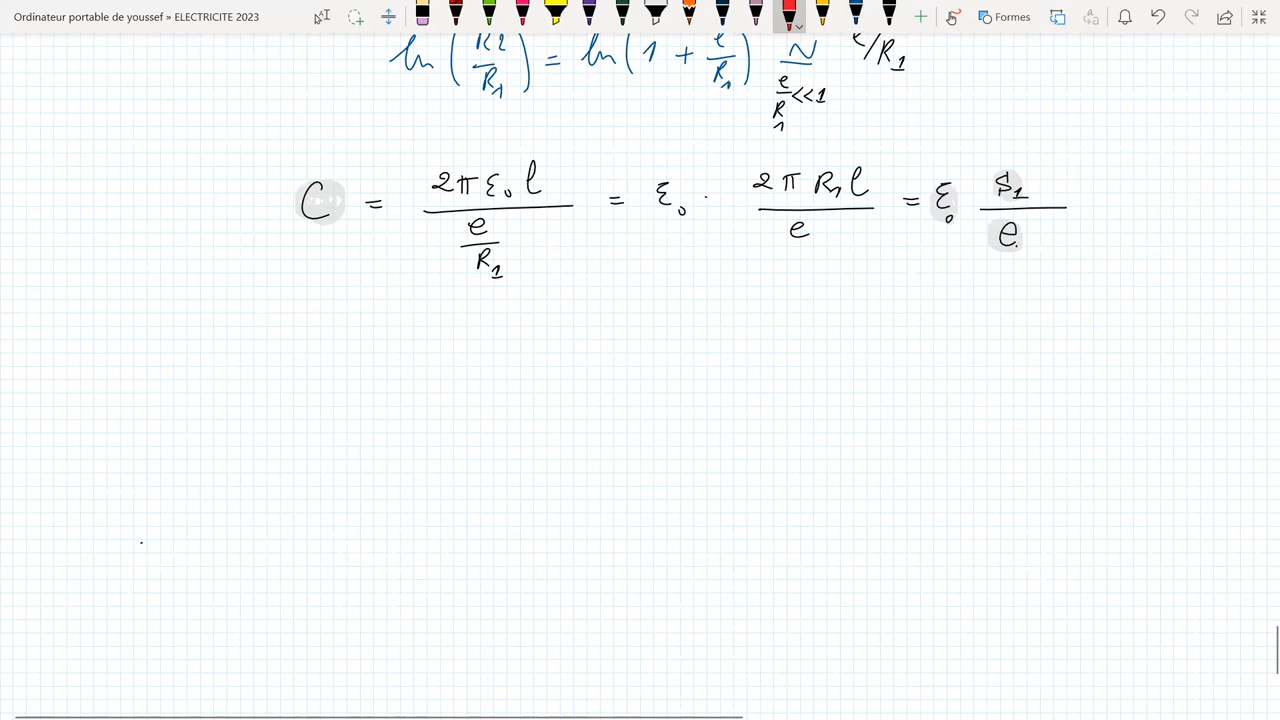 Ordinateur portable de youssef » ELECTRICITE 2023
Formes
ln(R2/R₁) = ln(1 + e/R₁) ~ e/R₁
e/R₁ <<1
C = 2π ε₀ l / (e/R₁) = ε₀ · 2π R₁ l / e = ε₀ S₁/e